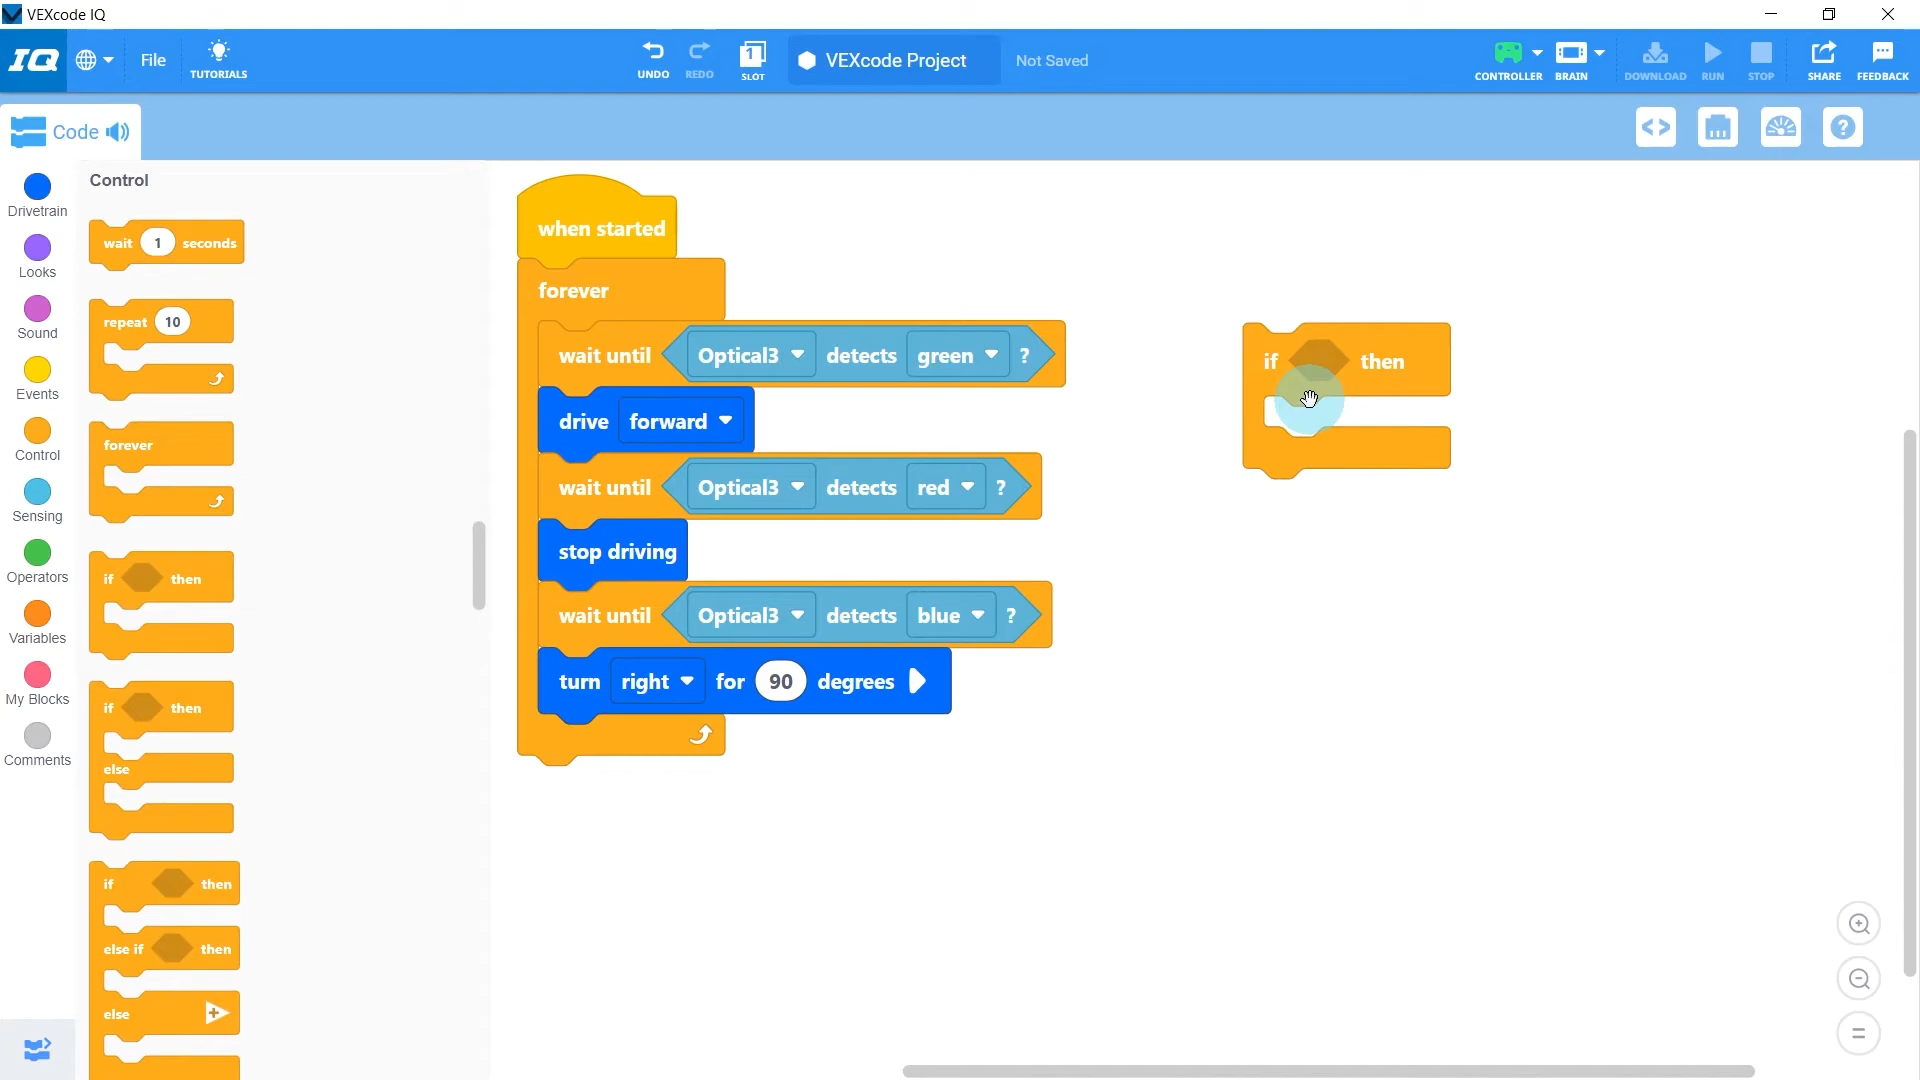 VEXcode IQ
IQ
File
TUTORIALS
UNDO
REDO
1
SLOT
VEXcode Project
Not Saved
CONTROLLER
BRAIN
DOWNLOAD
RUN
STOP
SHARE
FEEDBACK
Code
Drivetrain
Looks
Sound
Events
Control
Sensing
Operators
Variables
My Blocks
Comments
Control
wait 1 seconds
repeat 10
forever
if then
if then
else
if then
else if then
else
when started
forever
wait until Optical3 detects green ?
drive forward
wait until Optical3 detects red ?
stop driving
wait until Optical3 detects blue ?
turn right for 90 degrees
if then